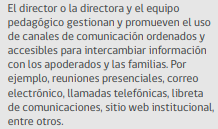 El director o la directora y el equipo
pedagógico gestionan y promueven el uso
de canales de comunicación ordenados y
accesibles para intercambiar información
con los apoderados y las familias. Por
ejemplo, reuniones presenciales, correo
electrónico, llamadas telefónicas, libreta
de comunicaciones, sitio web institucional,
entre otros.